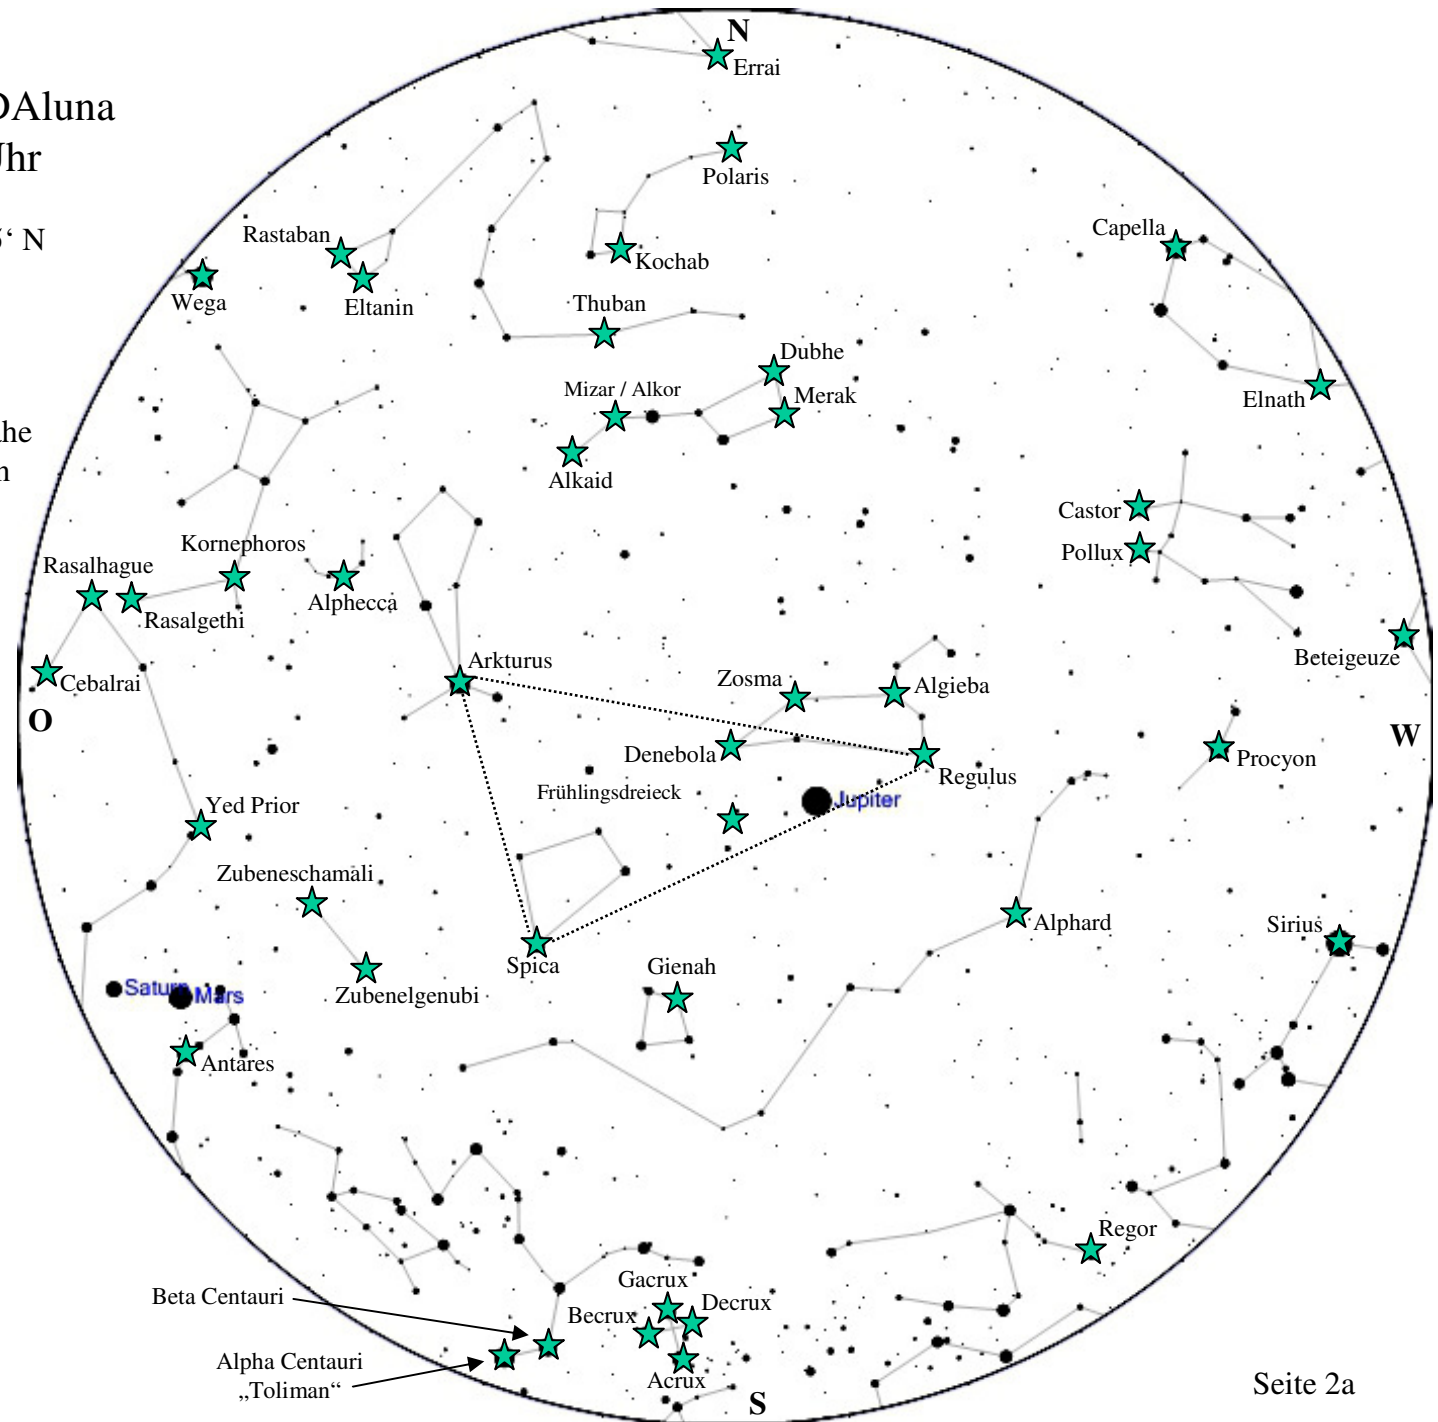 N
Errai
DAluna
Uhr
Polaris
5‘ N
Rastaban
Capella
Kochab
Wega
Eltanin
Thuban
Dubhe
Mizar / Alkor
Merak
Elnath
Alkaid
Castor
Kornephoros
Pollux
Rasalhague
Alphecca
Rasalgethi
Beteigeuze
Arkturus
Cebalrai
Zosma
Algieba
O
W
Denebola
Procyon
Regulus
Frühlingsdreieck
Jupiter
Yed Prior
Zubeneschamali
Alphard
Sirius
Spica
Gienah
Saturn
Mars
Zubenelgenubi
Antares
Regor
Gacrux
Beta Centauri
Becrux
Decrux
Alpha Centauri
„Toliman“
Acrux
Seite 2a
S